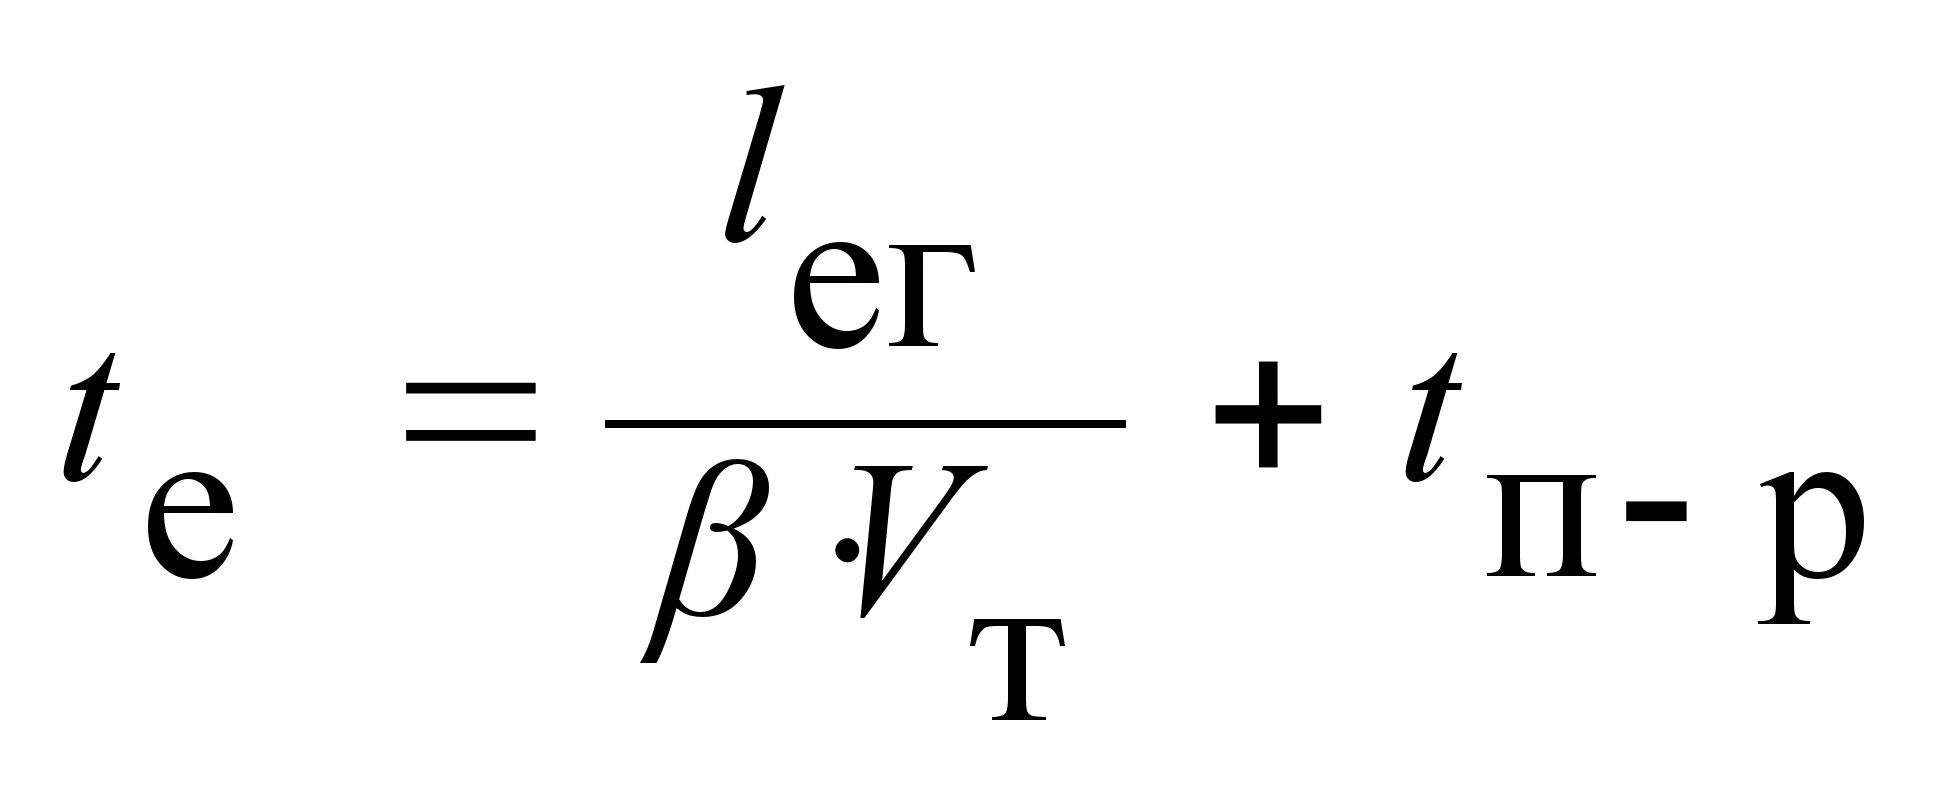 t_е = l_ег / (β · V_т) + t_п-р